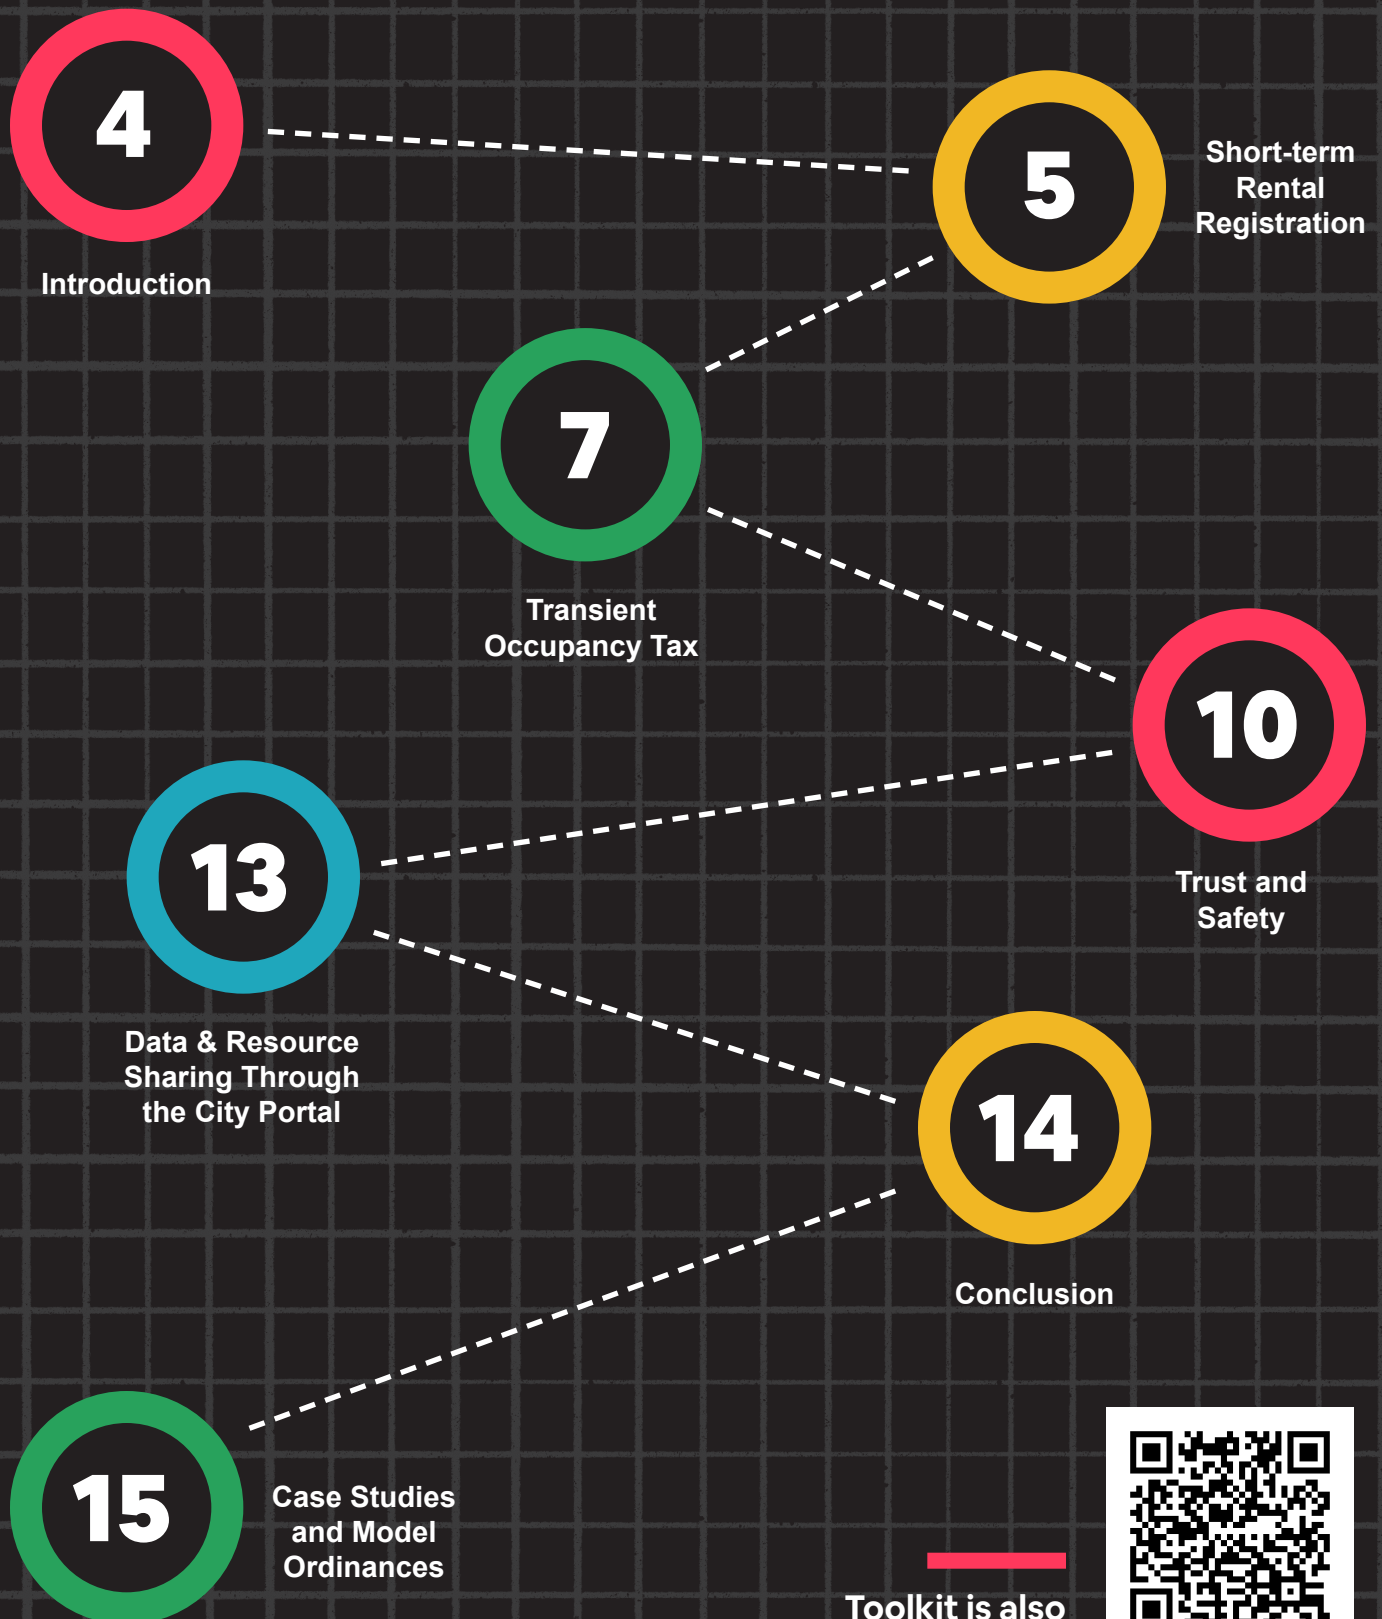 4
Introduction
5
Short-term
Rental
Registration
7
Transient
Occupancy Tax
10
Trust and
Safety
13
Data & Resource
Sharing Through
the City Portal
14
Conclusion
15
Case Studies
and Model
Ordinances
Toolkit is also